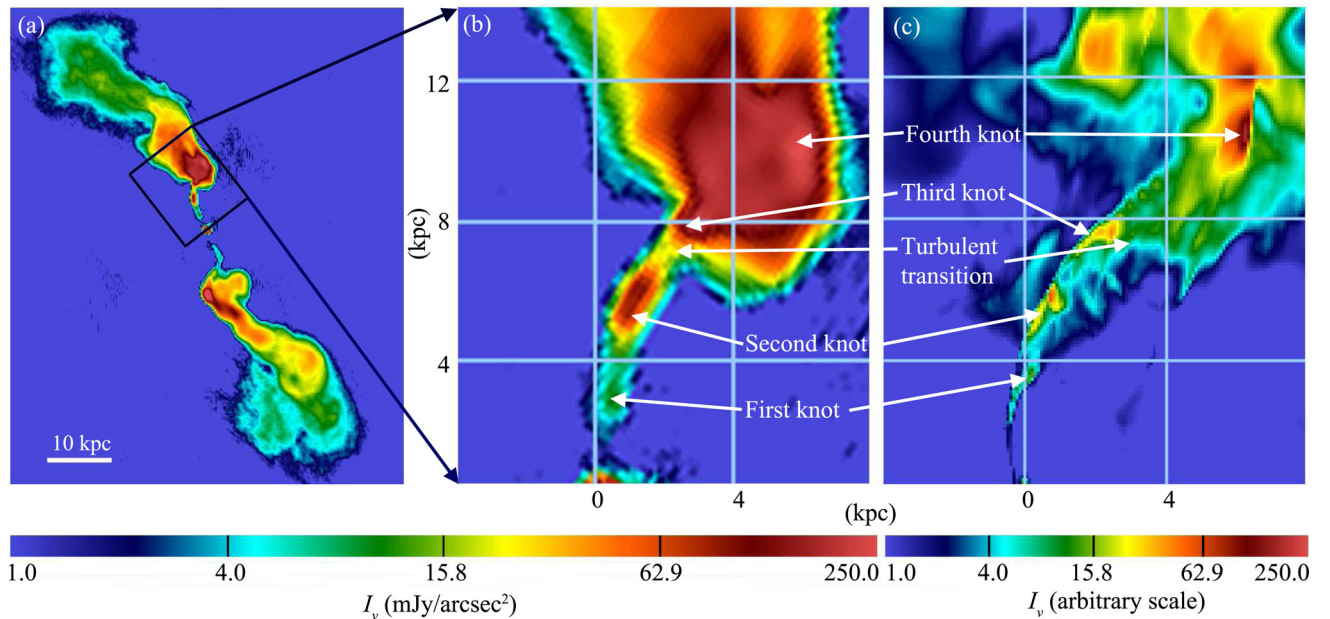 (a)
(b)
(c)
12
(kpc)
8
4
Fourth knot
Third knot
Turbulent
transition
Second knot
First knot
10 kpc
0
4
(kpc)
0
4
1.0
4.0
15.8
62.9
250.0
1.0
4.0
15.8
62.9
250.0
Iν (mJy/arcsec²)
Iν (arbitrary scale)